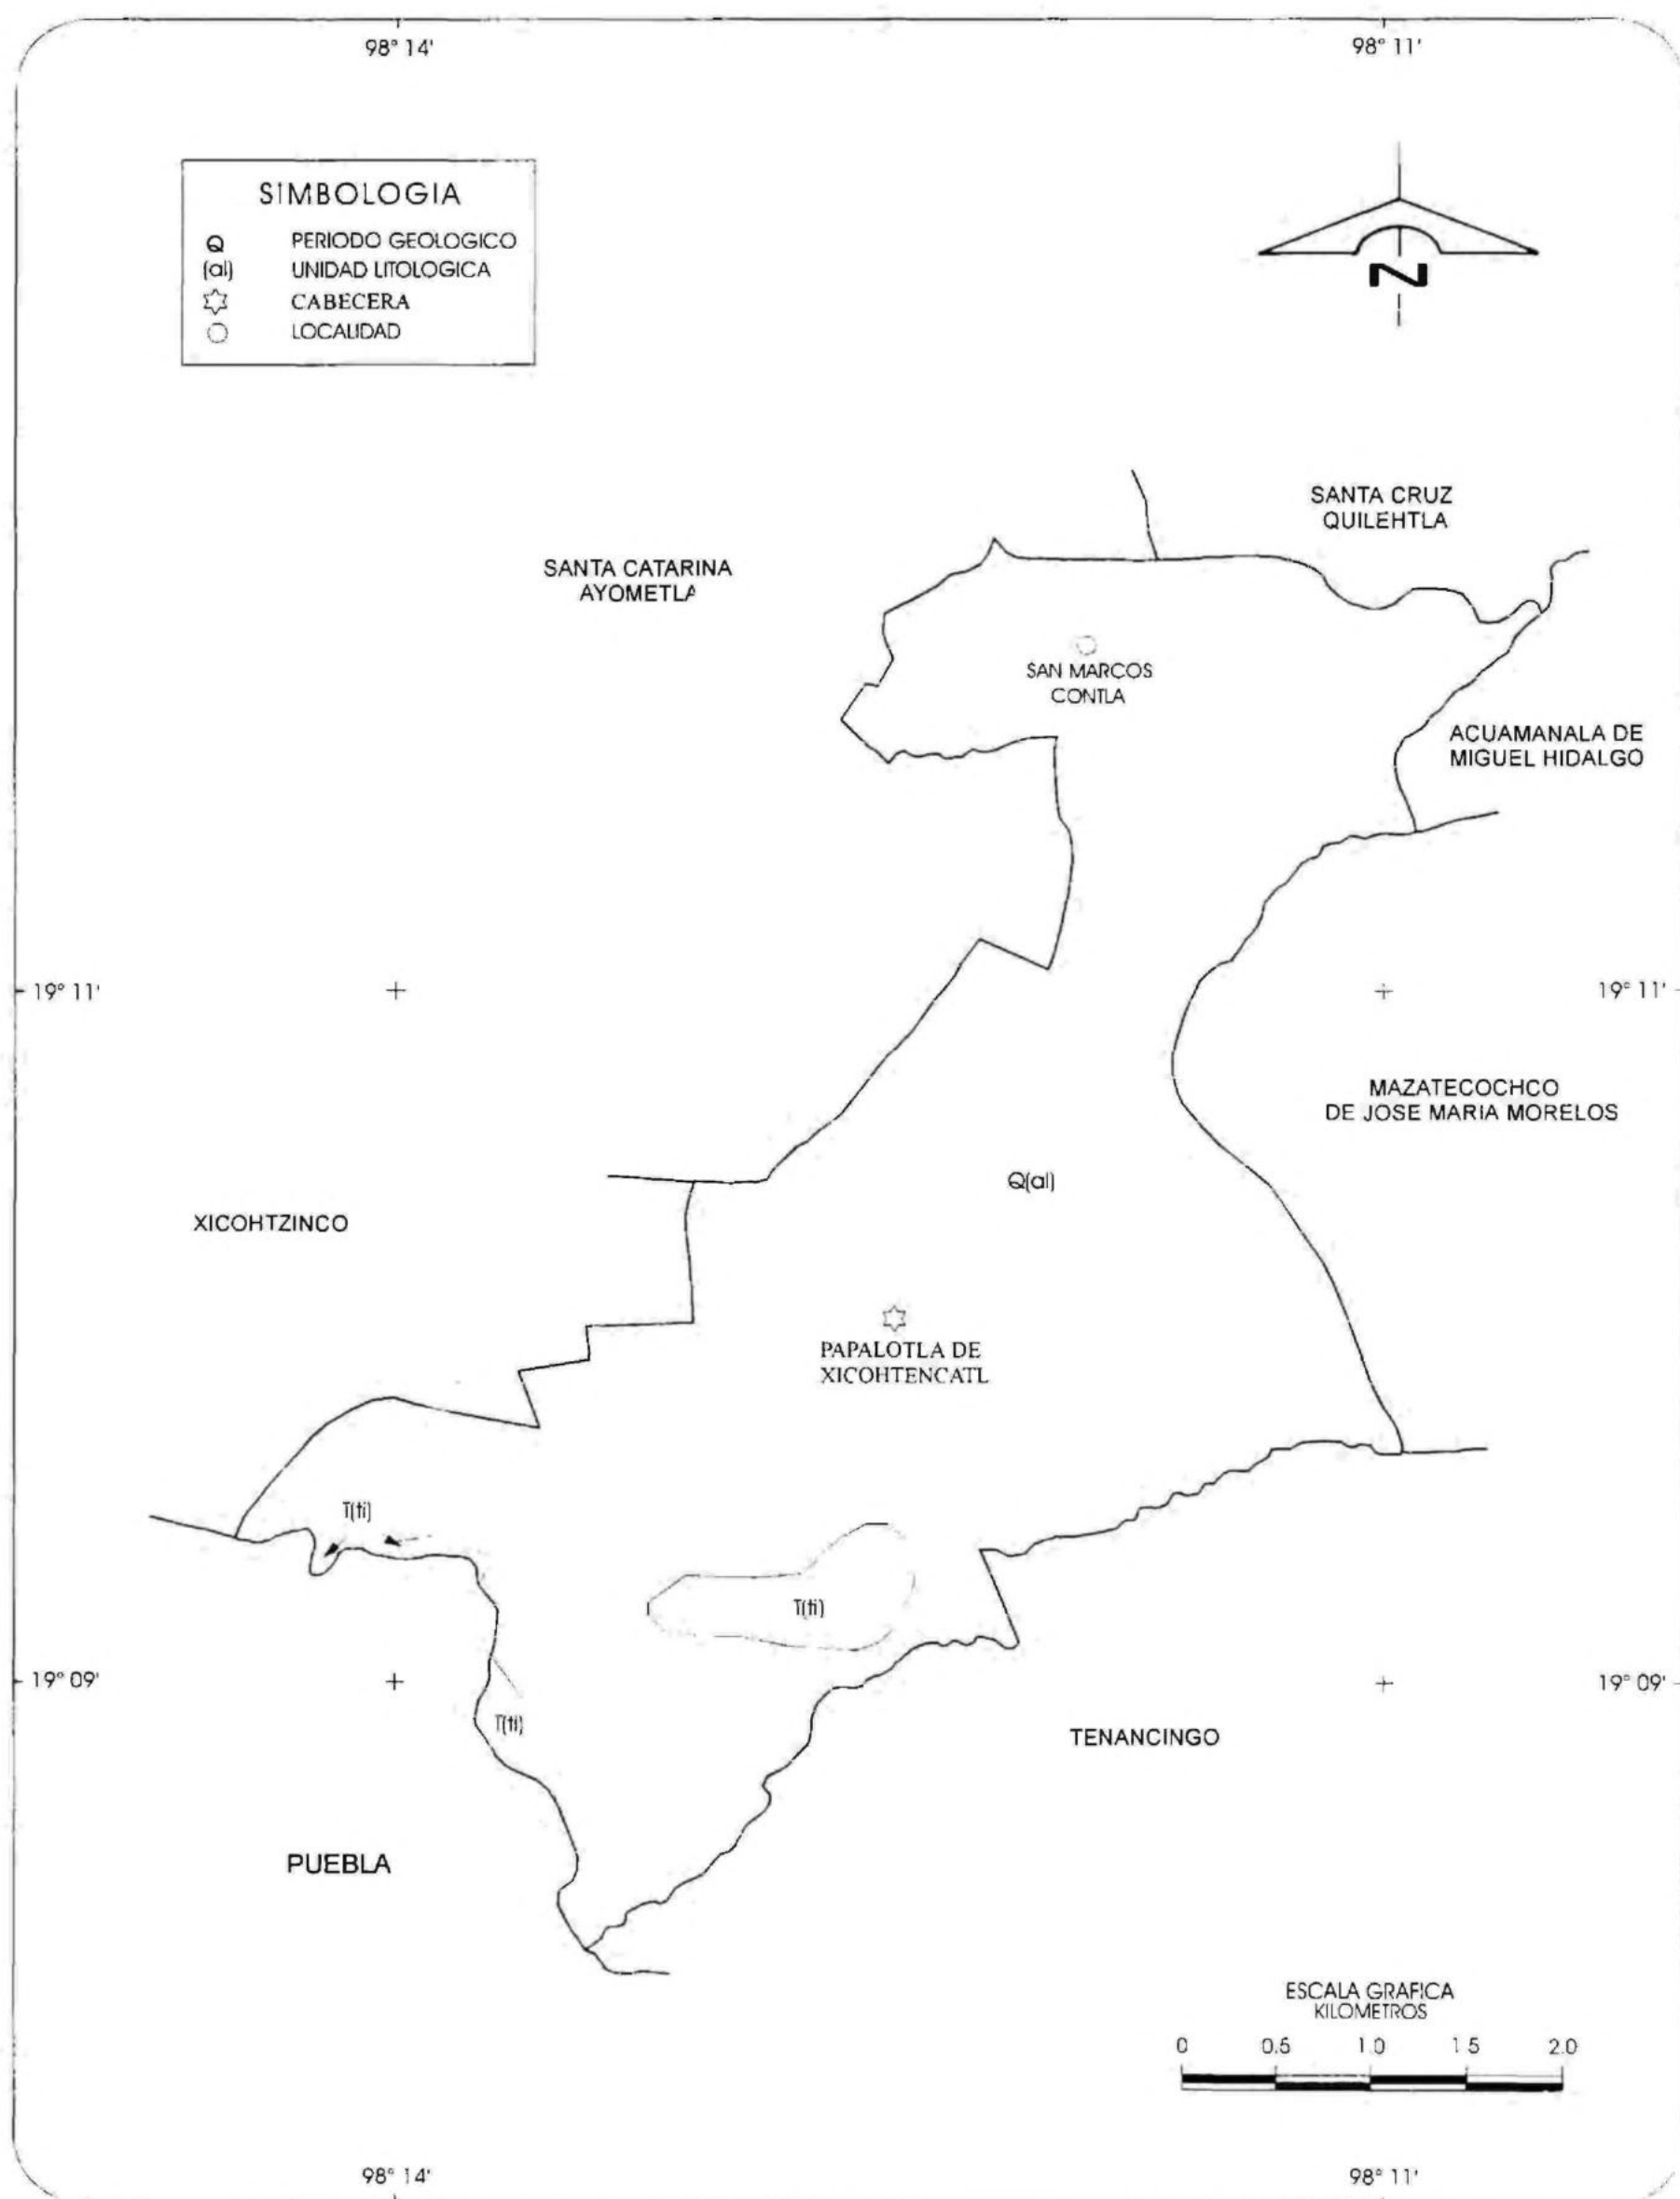 98° 14'
98° 11'
SIMBOLOGIA
Q PERIODO GEOLOGICO
(al) UNIDAD LITOLOGICA
CABECERA
LOCALIDAD
N
SANTA CRUZ
QUILEHTLA
SANTA CATARINA
AYOMETLA
SAN MARCOS
CONTLA
ACUAMANALA DE
MIGUEL HIDALGO
19° 11'
19° 11'
MAZATECOCHCO
DE JOSE MARIA MORELOS
Q(al)
XICOHTZINCO
PAPALOTLA DE
XICOHTENCATL
T(ti)
T(ti)
19° 09'
19° 09'
T(ti)
TENANCINGO
PUEBLA
ESCALA GRAFICA
KILOMETROS
0 0.5 1.0 1 5 2.0
98° 14'
98° 11'